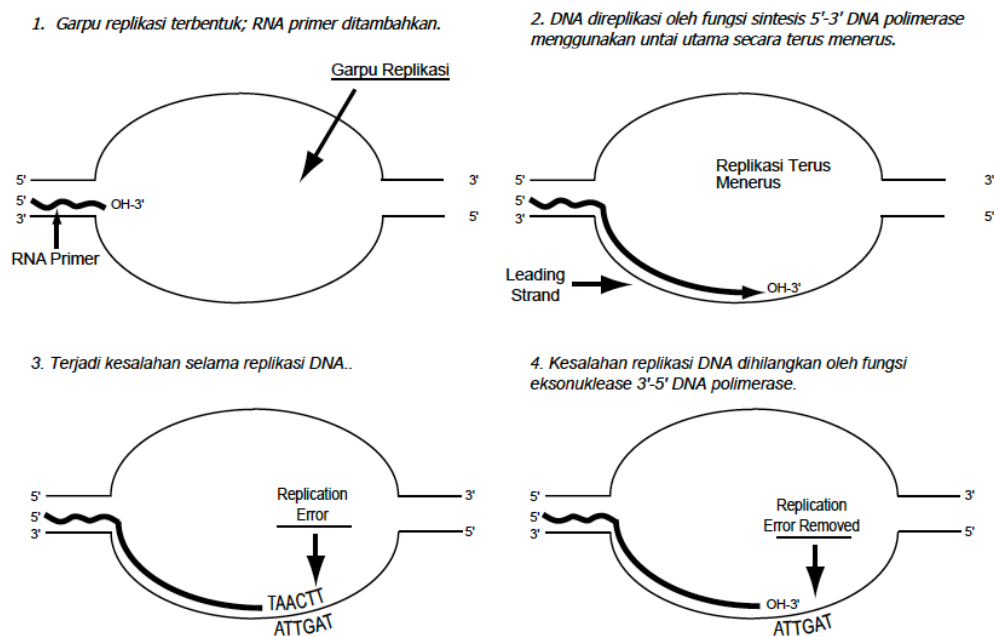 1. Garpu replikasi terbentuk; RNA primer ditambahkan.
Garpu Replikasi
5'
3'
5'
OH-3'
3'
5'
RNA Primer
2. DNA direplikasi oleh fungsi sintesis 5'-3' DNA polimerase
menggunakan untai utama secara terus menerus.
Replikasi Terus
Menerus
5'
3'
5'
3'
5'
Leading
Strand
OH-3'
3. Terjadi kesalahan selama replikasi DNA..
Replication
Error
5'
3'
5'
3'
5'
TAACTT
ATTGAT
4. Kesalahan replikasi DNA dihilangkan oleh fungsi
eksonuklease 3'-5' DNA polimerase.
Replication
Error Removed
5'
3'
5'
3'
5'
OH-3'
ATTGAT